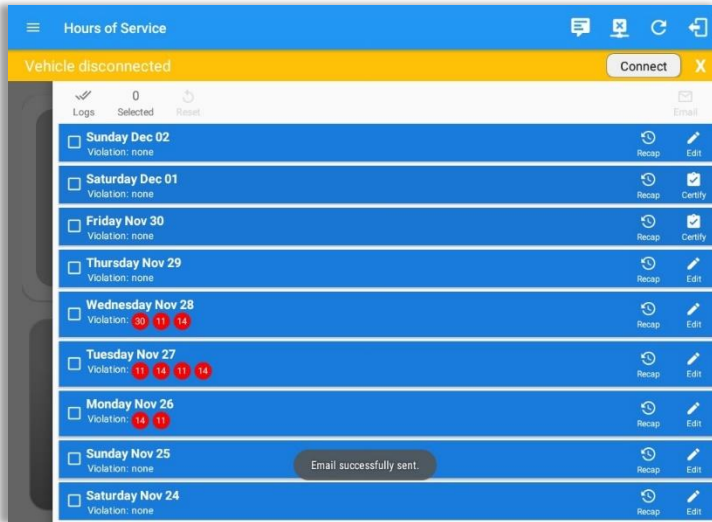 Hours of Service
Vehicle disconnected
Connect X
Logs
0
Selected
Reset
Email
Sunday Dec 02
Violation: none
Recap
Edit
Saturday Dec 01
Violation: none
Recap
Certify
Friday Nov 30
Violation: none
Recap
Certify
Thursday Nov 29
Violation: none
Recap
Edit
Wednesday Nov 28
Violation: 30 11 14
Recap
Edit
Tuesday Nov 27
Violation: 11 14 11 14
Recap
Edit
Monday Nov 26
Violation: 14 11
Recap
Edit
Sunday Nov 25
Violation: none
Recap
Edit
Email successfully sent.
Saturday Nov 24
Violation: none
Recap
Edit